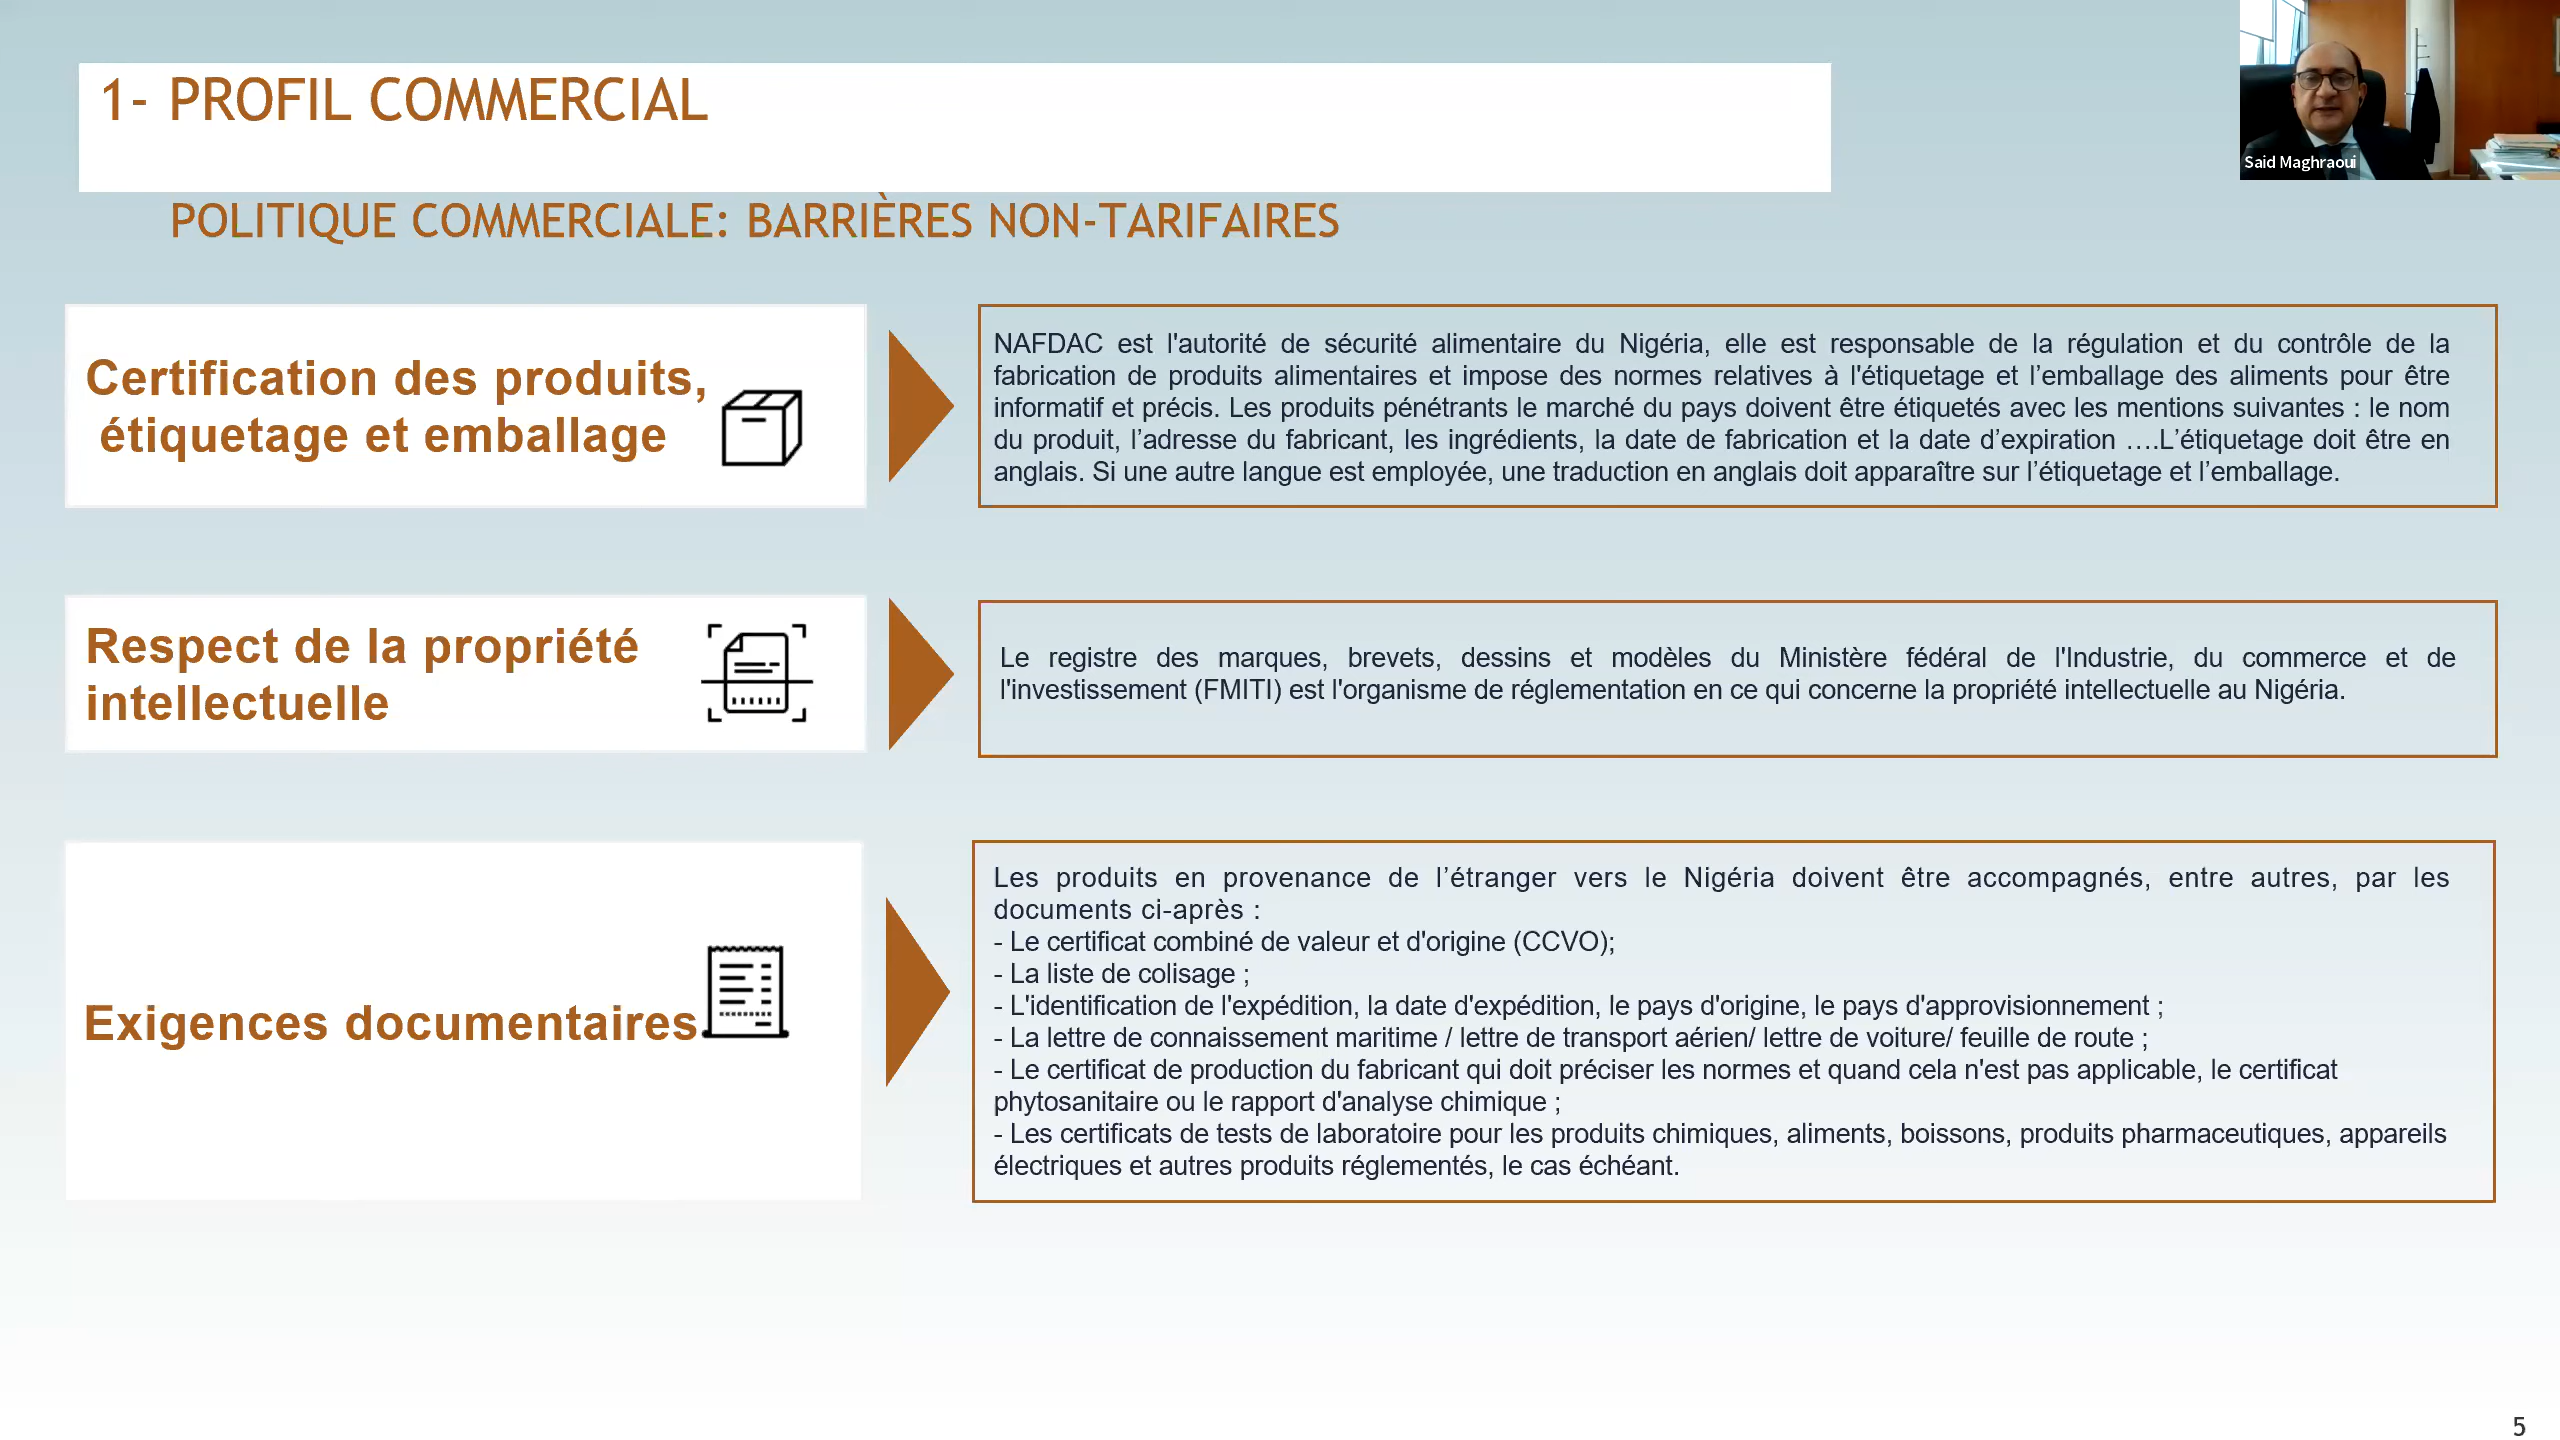 1- PROFIL COMMERCIAL
POLITIQUE COMMERCIALE: BARRIÈRES NON-TARIFAIRES
Said Maghraoui
Certification des produits,
étiquetage et emballage
NAFDAC est l'autorité de sécurité alimentaire du Nigéria, elle est responsable de la régulation et du contrôle de la
fabrication de produits alimentaires et impose des normes relatives à l'étiquetage et l’emballage des aliments pour être
informatif et précis. Les produits pénétrants le marché du pays doivent être étiquetés avec les mentions suivantes : le nom
du produit, l’adresse du fabricant, les ingrédients, la date de fabrication et la date d’expiration ….L’étiquetage doit être en
anglais. Si une autre langue est employée, une traduction en anglais doit apparaître sur l’étiquetage et l’emballage.
Respect de la propriété
intellectuelle
Le registre des marques, brevets, dessins et modèles du Ministère fédéral de l'Industrie, du commerce et de
l'investissement (FMITI) est l'organisme de réglementation en ce qui concerne la propriété intellectuelle au Nigéria.
Exigences documentaires
Les produits en provenance de l’étranger vers le Nigéria doivent être accompagnés, entre autres, par les
documents ci-après :
- Le certificat combiné de valeur et d'origine (CCVO);
- La liste de colisage ;
- L'identification de l'expédition, la date d'expédition, le pays d'origine, le pays d'approvisionnement ;
- La lettre de connaissement maritime / lettre de transport aérien/ lettre de voiture/ feuille de route ;
- Le certificat de production du fabricant qui doit préciser les normes et quand cela n'est pas applicable, le certificat
phytosanitaire ou le rapport d'analyse chimique ;
- Les certificats de tests de laboratoire pour les produits chimiques, aliments, boissons, produits pharmaceutiques, appareils
électriques et autres produits réglementés, le cas échéant.
5